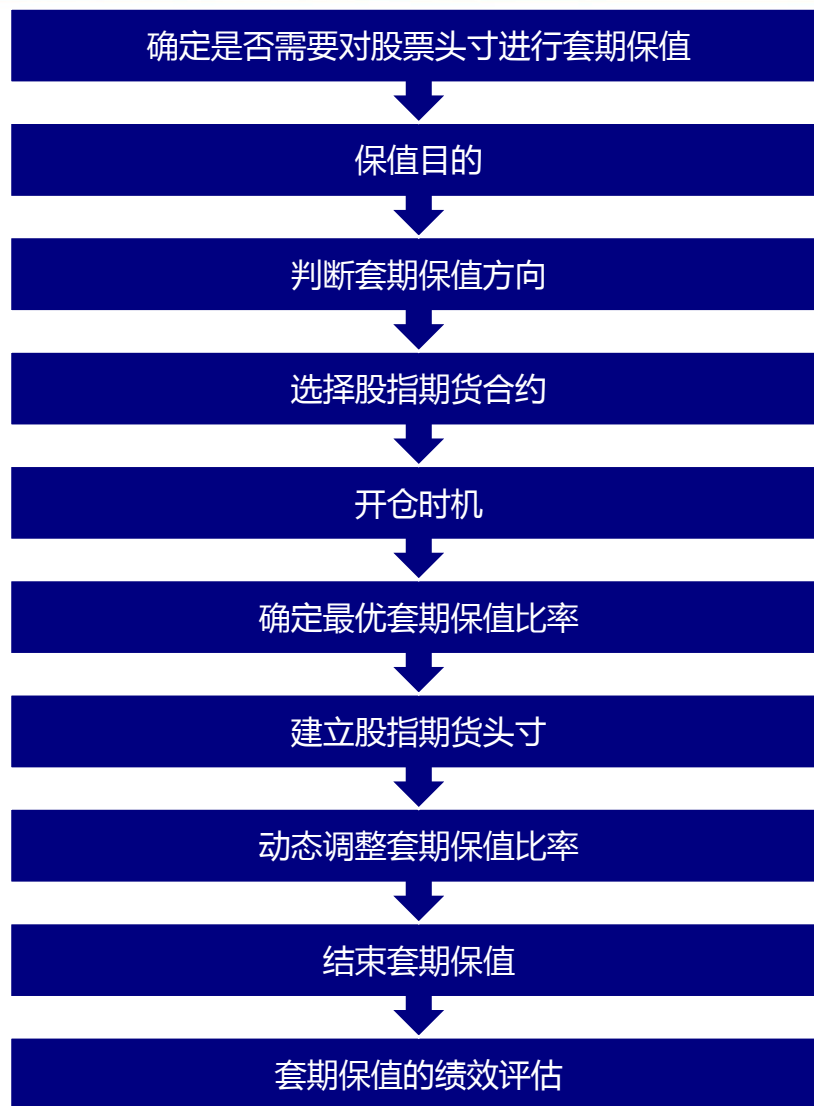 确定是否需要对股票头寸进行套期保值
保值目的
判断套期保值方向
选择股指期货合约
开仓时机
确定最优套期保值比率
建立股指期货头寸
动态调整套期保值比率
结束套期保值
套期保值的绩效评估